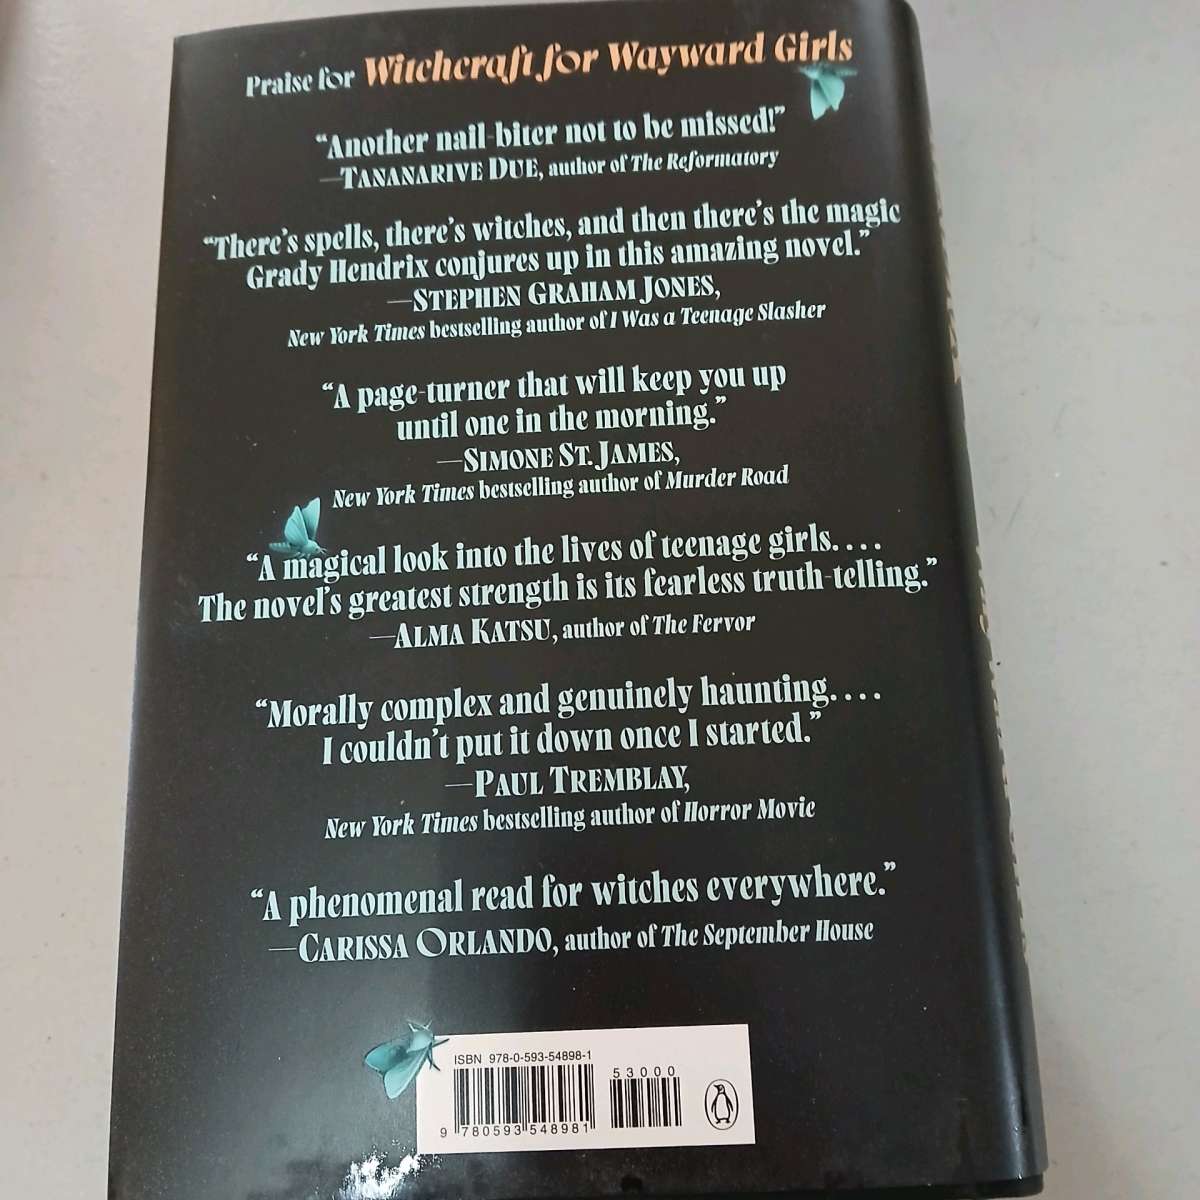 Praise for Witchcraft for Wayward Girls
“Another nail-biter not to be missed!”
—TANANARIVE DUE, author of The Reformatory
“There’s spells, there’s witches, and then there’s the magic
Grady Hendrix conjures up in this amazing novel.”
—STEPHEN GRAHAM JONES,
New York Times bestselling author of I Was a Teenage Slasher
“A page-turner that will keep you up
until one in the morning.”
—SIMONE ST. JAMES,
New York Times bestselling author of Murder Road
“A magical look into the lives of teenage girls. . . .
The novel’s greatest strength is its fearless truth-telling.”
—ALMA KATSU, author of The Fervor
“Morally complex and genuinely haunting. . . .
I couldn’t put it down once I started.”
—PAUL TREMBLAY,
New York Times bestselling author of Horror Movie
“A phenomenal read for witches everywhere.”
—CARISSA ORLANDO, author of The September House
ISBN 978-0-593-54898-1
53000
9 780593 548981